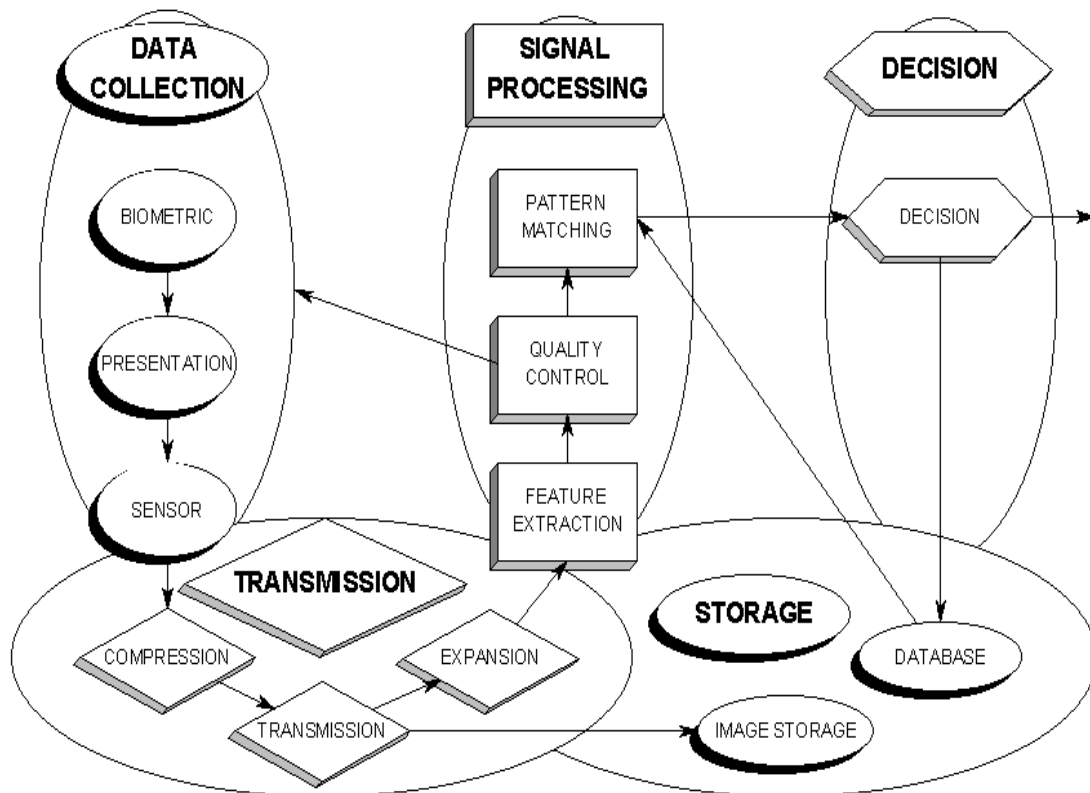 DATA
COLLECTION
SIGNAL
PROCESSING
DECISION
BIOMETRIC
PATTERN
MATCHING
DECISION
PRESENTATION
QUALITY
CONTROL
SENSOR
FEATURE
EXTRACTION
TRANSMISSION
STORAGE
COMPRESSION
EXPANSION
DATABASE
TRANSMISSION
IMAGE STORAGE